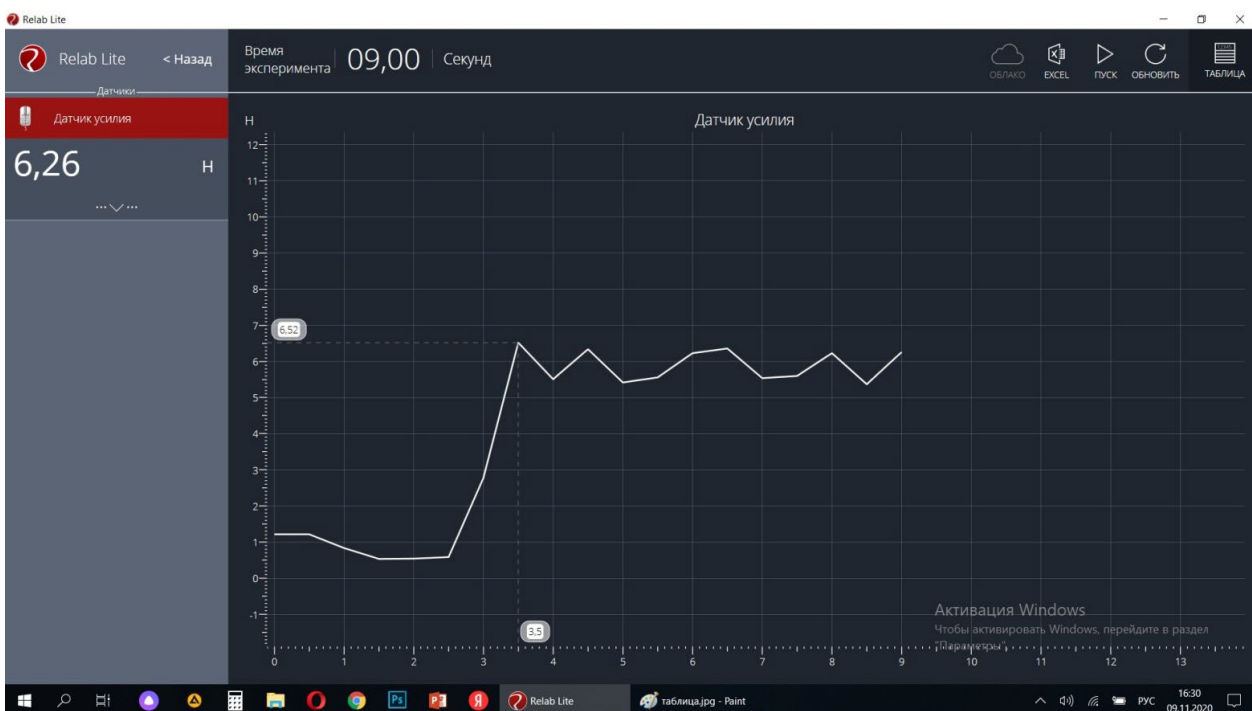 Relab Lite
Relab Lite
< Назад
Время
эксперимента
09,00
Секунд
ОБЛАКО
EXCEL
ПУСК
ОБНОВИТЬ
ТАБЛИЦА
Датчики
Датчик усилия
6,26
Н
Н
Датчик усилия
12
11
10
9
8
7
6,52
6
5
4
3
2
1
0
-1
3,5
0 1 2 3 4 5 6 7 8 9 10 11 12 13
Активация Windows
Чтобы активировать Windows, перейдите в раздел
"Параметры".
Ps
Я
Relab Lite
таблица.jpg - Paint
РУС
16:30
09.11.2020